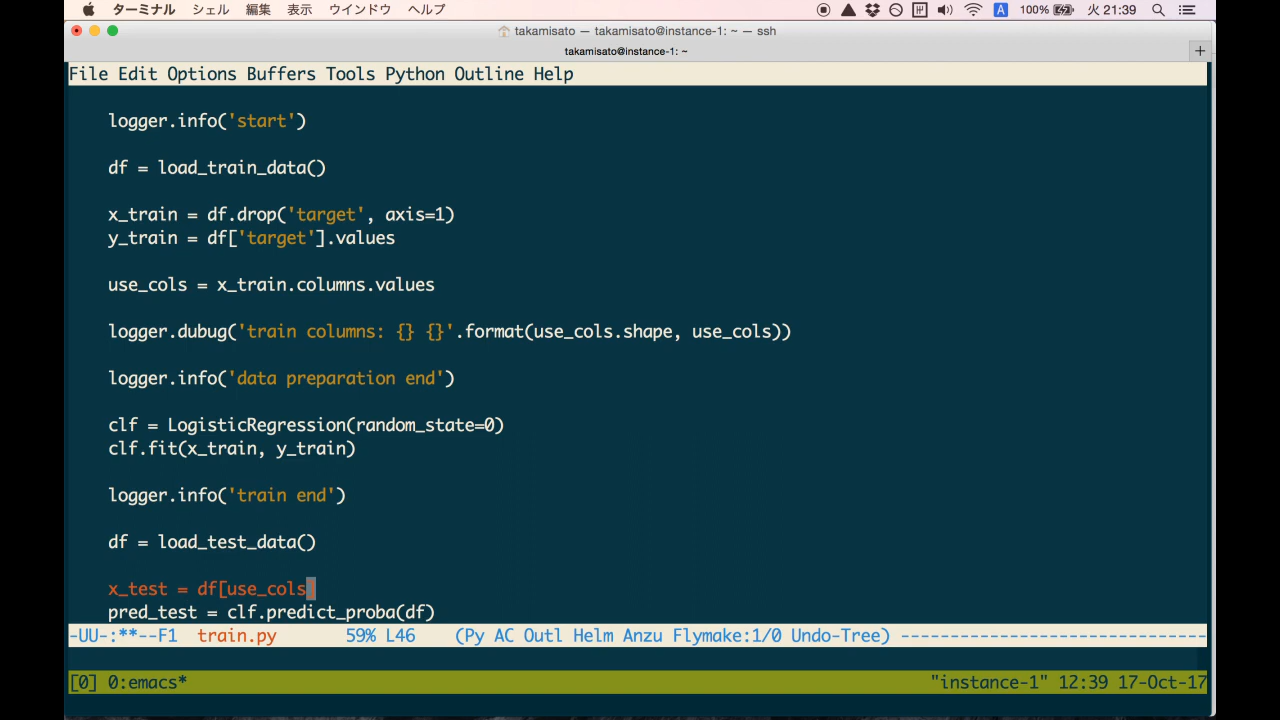 ターミナル シェル 編集 表示 ウインドウ ヘルプ A 100% 火 21:39
takamisato — takamisato@instance-1: ~ — ssh
takamisato@instance-1: ~
+
File Edit Options Buffers Tools Python Outline Help
logger.info('start')
df = load_train_data()
x_train = df.drop('target', axis=1)
y_train = df['target'].values
use_cols = x_train.columns.values
logger.dubug('train columns: {} {}'.format(use_cols.shape, use_cols))
logger.info('data preparation end')
clf = LogisticRegression(random_state=0)
clf.fit(x_train, y_train)
logger.info('train end')
df = load_test_data()
x_test = df[use_cols]
pred_test = clf.predict_proba(df)
-UU-:**--F1 train.py 59% L46 (Py AC Outl Helm Anzu Flymake:1/0 Undo-Tree) -------------------------------
[0] 0:emacs* "instance-1" 12:39 17-Oct-17